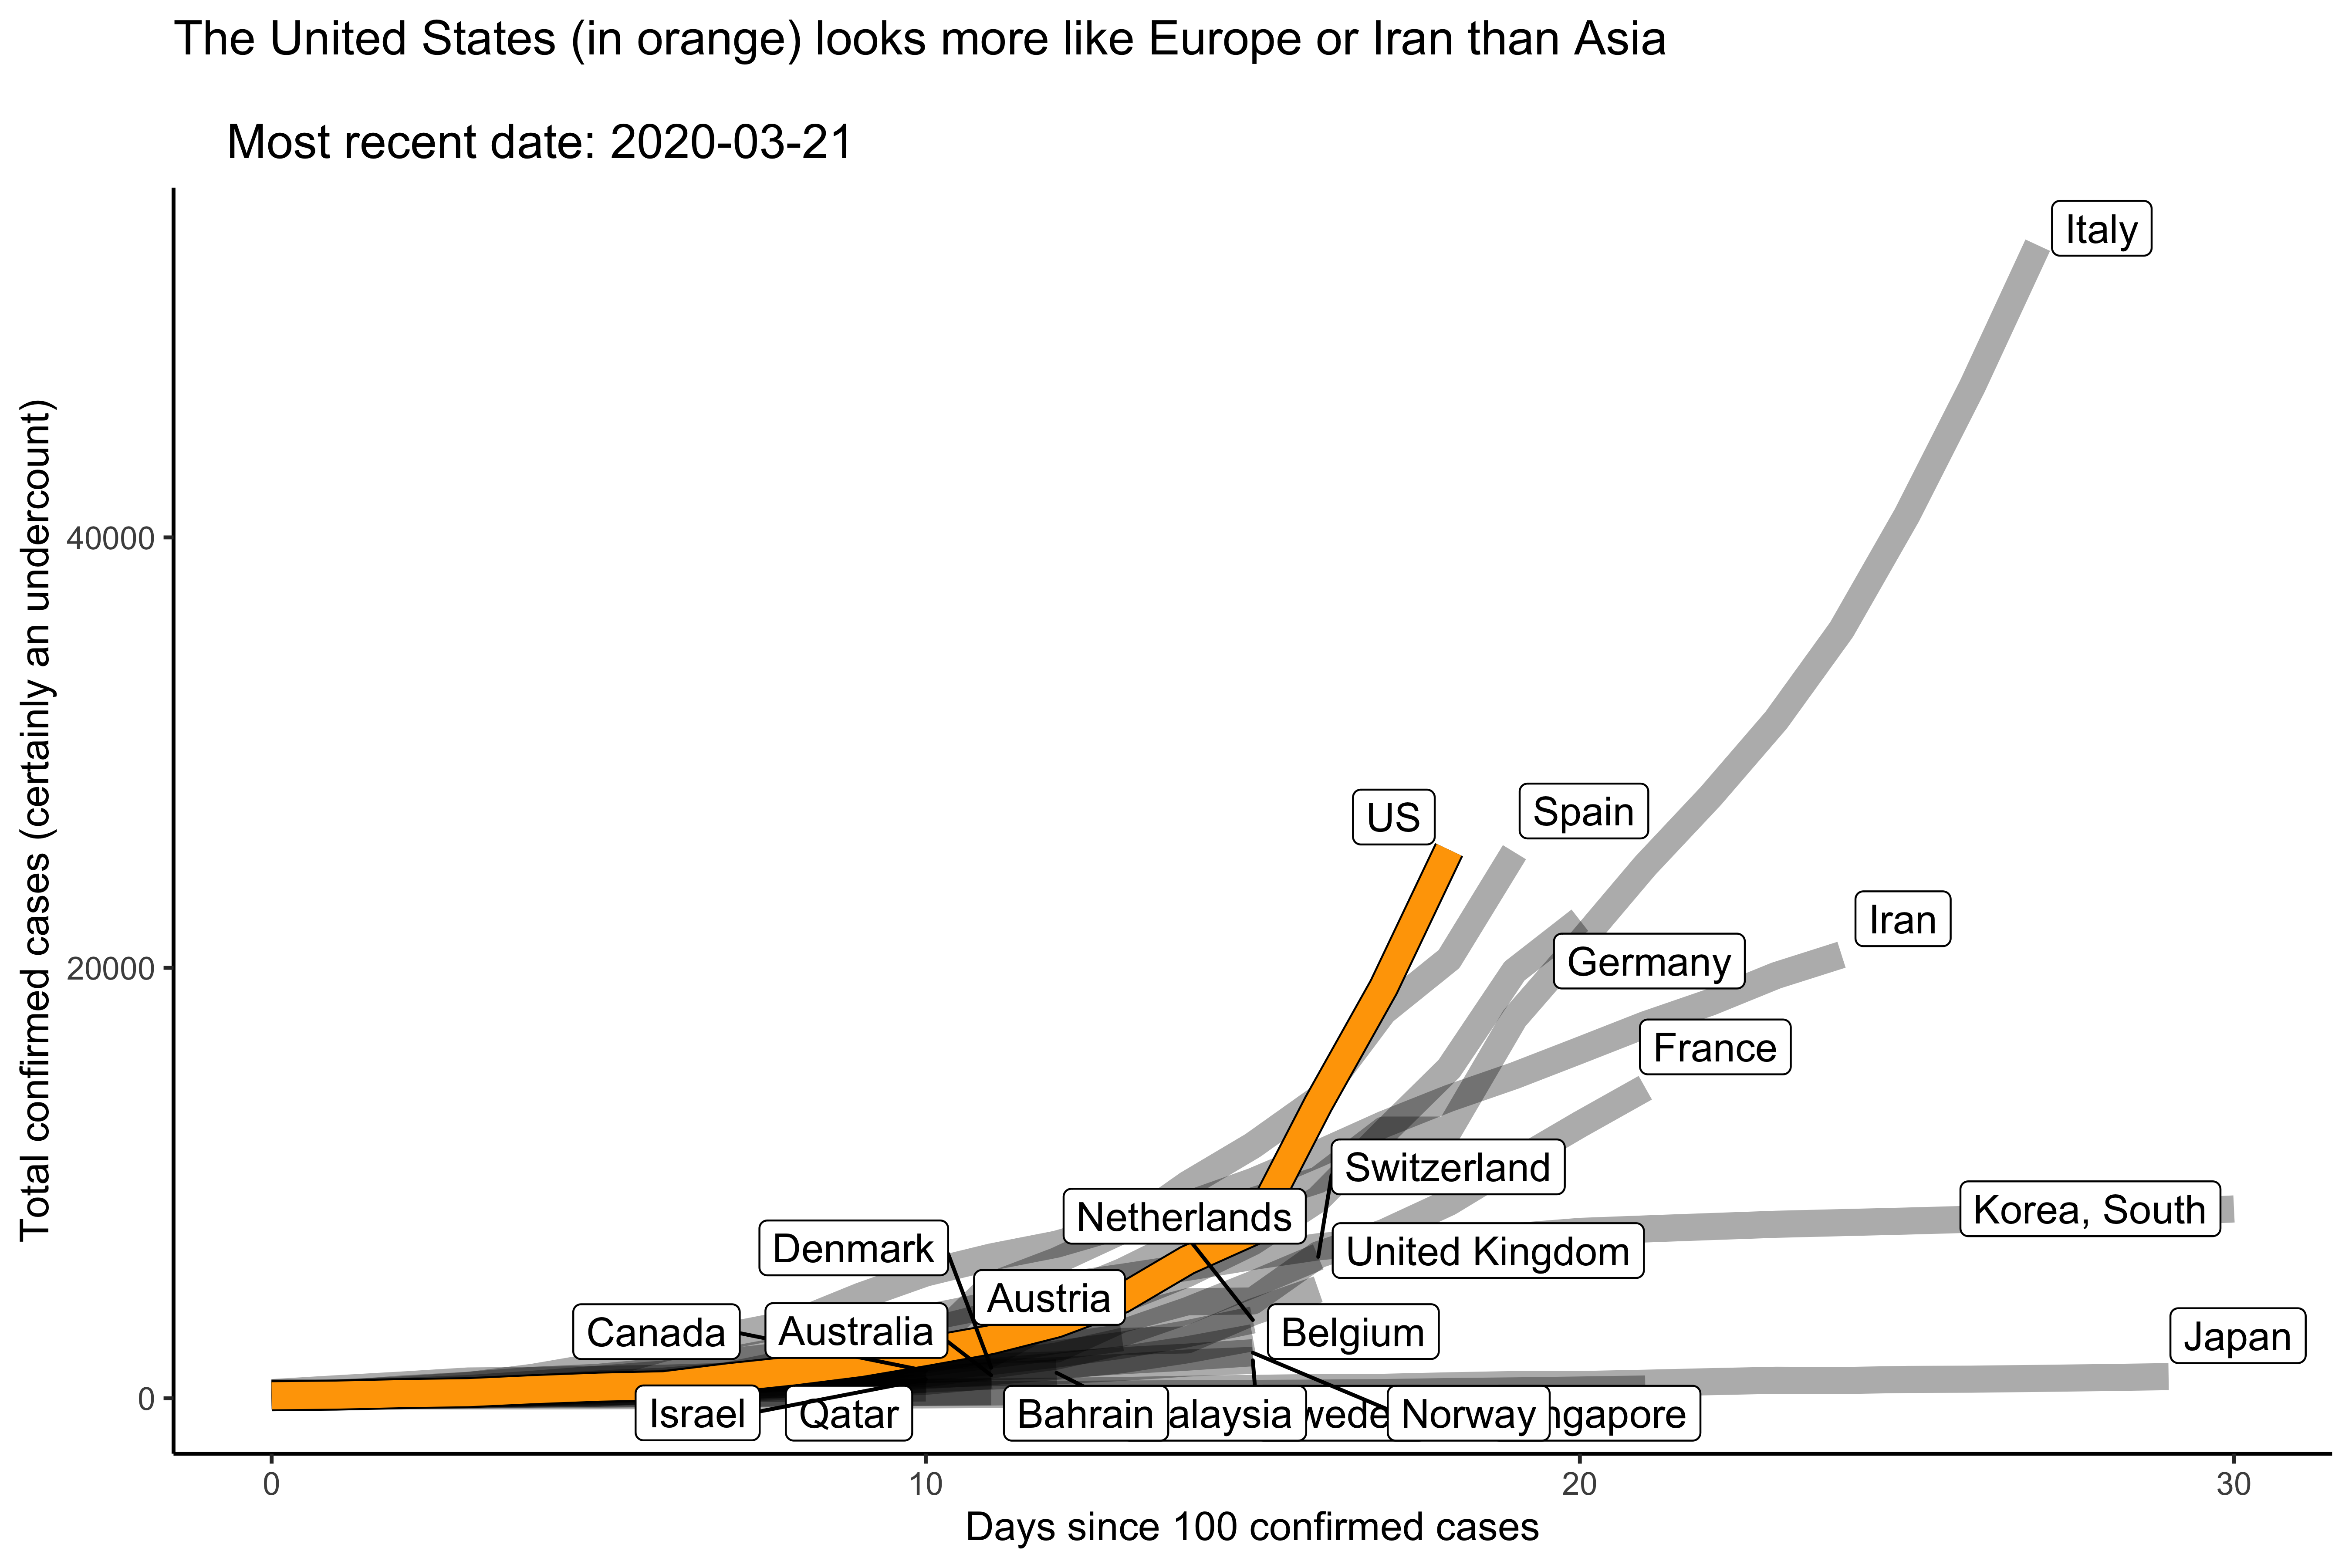 The United States (in orange) looks more like Europe or Iran than Asia
Most recent date: 2020-03-21
Total confirmed cases (certainly an undercount)
40000
20000
0
Italy
US
Spain
Iran
Germany
France
Switzerland
Netherlands
Korea, South
Denmark
United Kingdom
Austria
Canada
Australia
Belgium
Japan
Israel
Qatar
Bahrain
alaysia
wede
Norway
ngapore
0
10
20
30
Days since 100 confirmed cases